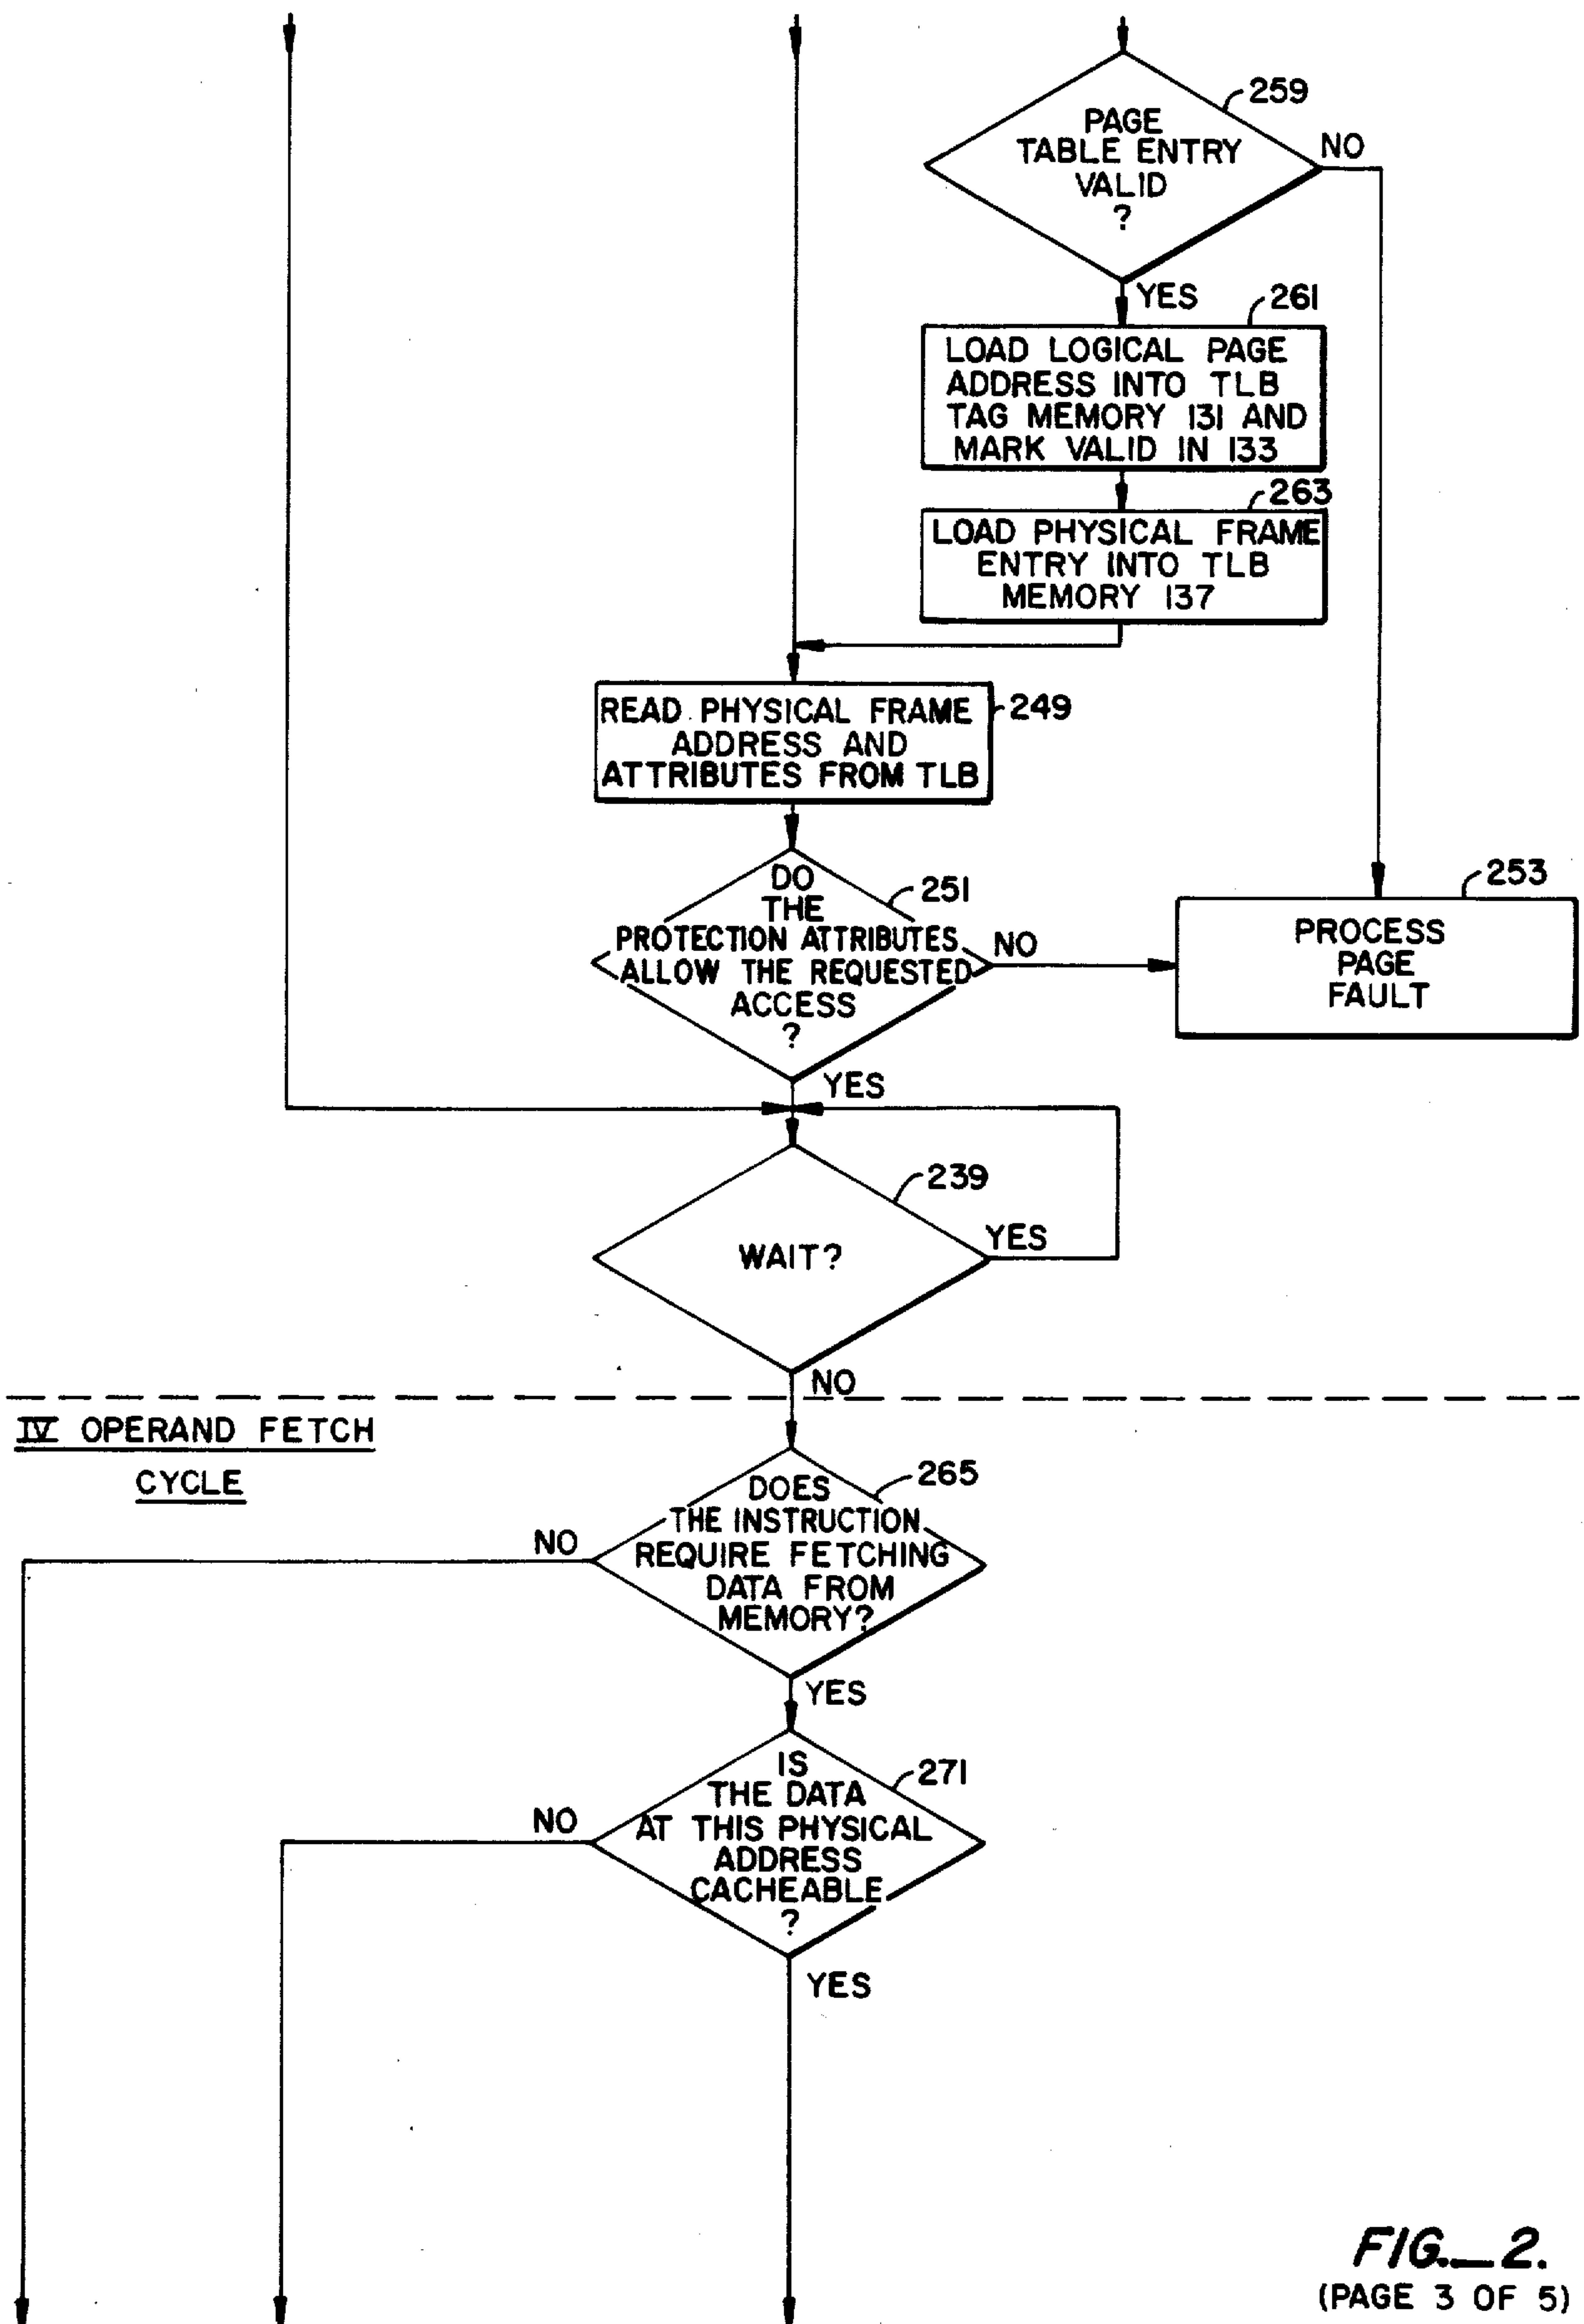 259
PAGE
TABLE ENTRY
VALID
?
NO
YES
261
LOAD LOGICAL PAGE
ADDRESS INTO TLB
TAG MEMORY 131 AND
MARK VALID IN 133
263
LOAD PHYSICAL FRAME
ENTRY INTO TLB
MEMORY 137
READ PHYSICAL FRAME
ADDRESS AND
ATTRIBUTES FROM TLB
249
DO
THE
PROTECTION ATTRIBUTES
ALLOW THE REQUESTED
ACCESS
?
251
NO
YES
253
PROCESS
PAGE
FAULT
239
WAIT?
YES
NO
IV OPERAND FETCH
CYCLE
265
DOES
THE INSTRUCTION
REQUIRE FETCHING
DATA FROM
MEMORY?
NO
YES
271
IS
THE DATA
AT THIS PHYSICAL
ADDRESS
CACHEABLE
?
NO
YES
FIG._2.
(PAGE 3 OF 5)